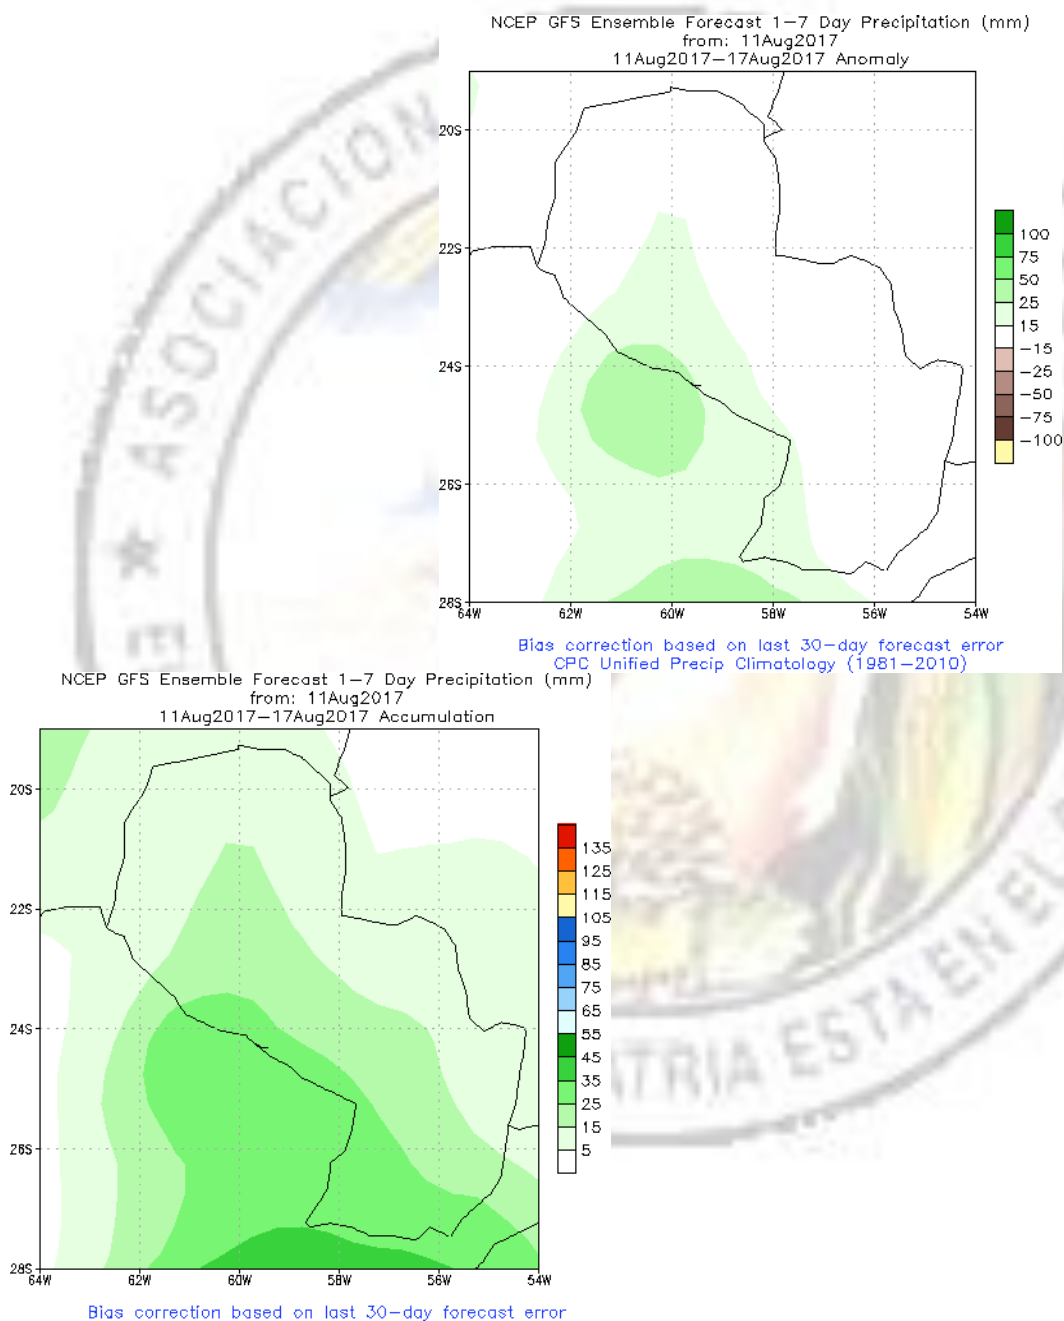 NCEP GFS Ensemble Forecast 1-7 Day Precipitation (mm)
from: 11Aug2017
11Aug2017-17Aug2017 Anomaly
20S
22S
24S
26S
28S
64W 62W 60W 58W 56W 54W
100
75
50
25
15
-15
-25
-50
-75
-100
Bias correction based on last 30-day forecast error
CPC Unified Precip Climatology (1981-2010)
ASOCIACION
NCEP GFS Ensemble Forecast 1-7 Day Precipitation (mm)
from: 11Aug2017
11Aug2017-17Aug2017 Accumulation
20S
22S
24S
26S
28S
64W 62W 60W 58W 56W 54W
135
125
115
105
95
85
75
65
55
45
35
25
15
5
Bias correction based on last 30-day forecast error
ATRIA ESTA EN EL